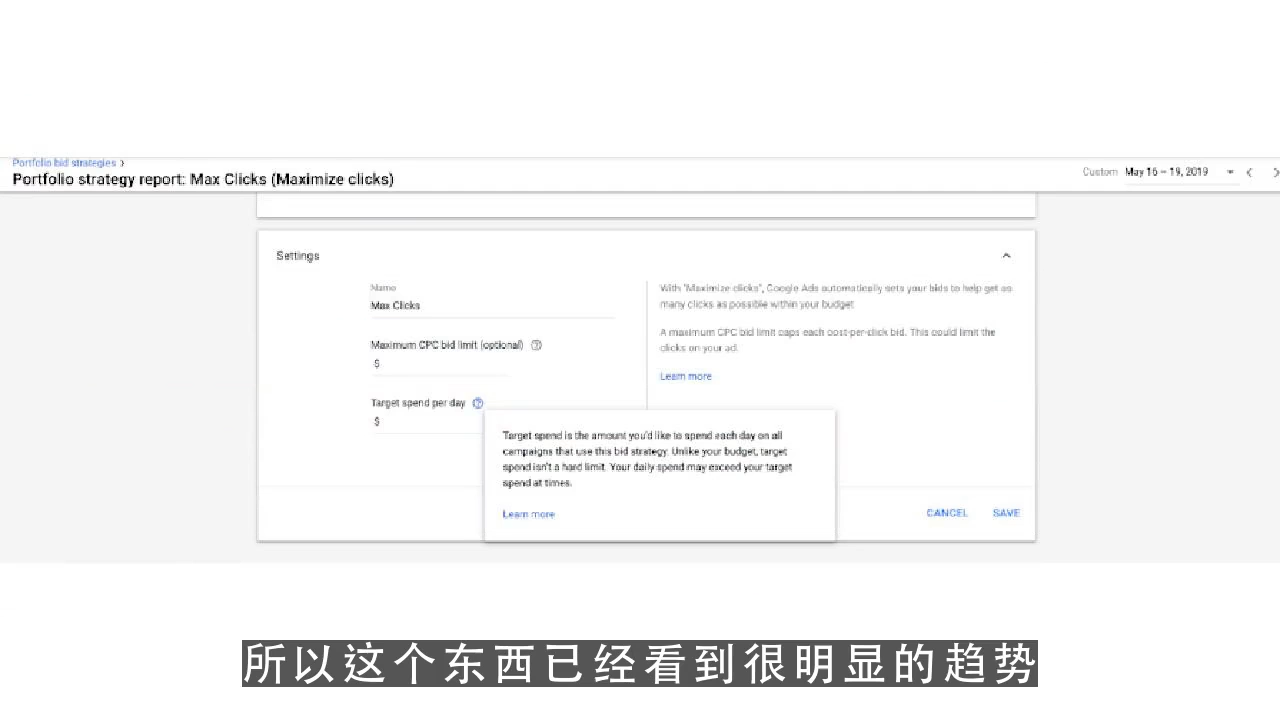 Portfolio bid strategies >
Portfolio strategy report: Max Clicks (Maximize clicks)
Custom May 16 – 19, 2019
Settings
Name
Max Clicks
Maximum CPC bid limit (optional)
$
Target spend per day
$
With "Maximize clicks", Google Ads automatically sets your bids to help get as
many clicks as possible within your budget
A maximum CPC bid limit caps each cost-per-click bid. This could limit the
clicks on your ad.
Learn more
Target spend is the amount you'd like to spend each day on all
campaigns that use this bid strategy. Unlike your budget, target
spend isn't a hard limit. Your daily spend may exceed your target
spend at times.
Learn more
CANCEL SAVE
所以这个东西已经看到很明显的趋势